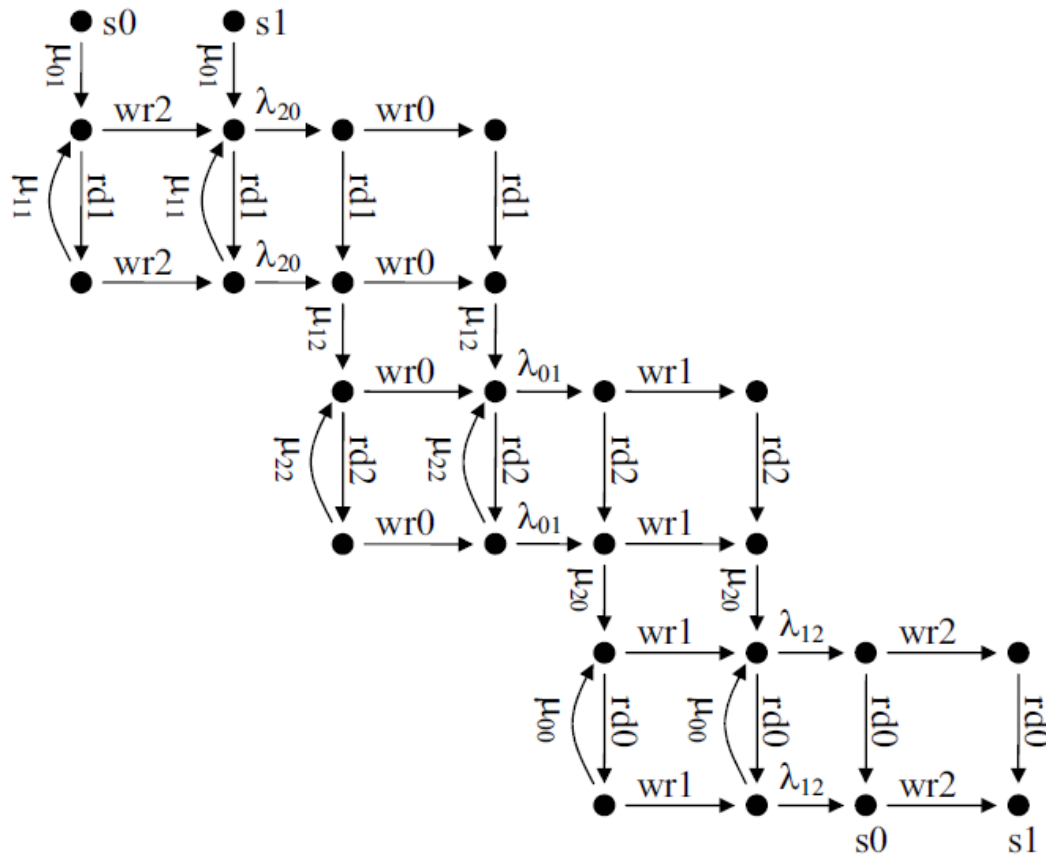 s0 s1
μ01 μ01
wr2 λ20 wr0
μ11 rd1 μ11 rd1 rd1 rd1
wr2 λ20 wr0
μ12 μ12
wr0 λ01 wr1
μ22 rd2 μ22 rd2 rd2 rd2
wr0 λ01 wr1
μ20 μ20
wr1 λ12 wr2
μ00 rd0 μ00 rd0 rd0 rd0
wr1 λ12 wr2
s0 s1